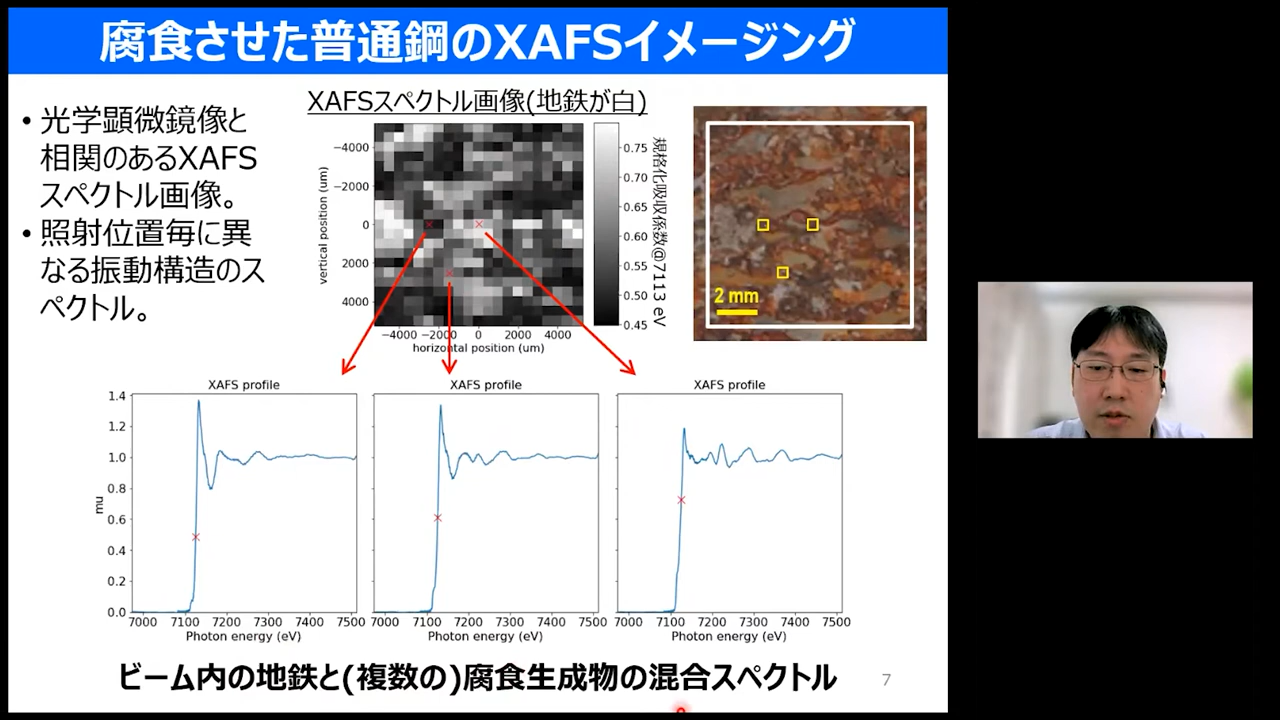 腐食させた普通鋼のXAFSイメージング
• 光学顕微鏡像と
相関のあるXAFS
スペクトル画像。
• 照射位置毎に異
なる振動構造のス
ペクトル。
XAFSスペクトル画像(地鉄が白)
vertical position (um)
−4000
−2000
0
2000
4000
−4000 −2000 0 2000 4000
horizontal position (um)
0.75
0.70
0.65
0.60
0.55
0.50
0.45
規格化吸収係数@7113 eV
2 mm
XAFS profile
mu
1.4
1.2
1.0
0.8
0.6
0.4
0.2
0.0
7000 7100 7200 7300 7400 7500
Photon energy (eV)
XAFS profile
7000 7100 7200 7300 7400 7500
Photon energy (eV)
XAFS profile
7000 7100 7200 7300 7400 7500
Photon energy (eV)
ビーム内の地鉄と(複数の)腐食生成物の混合スペクトル
7